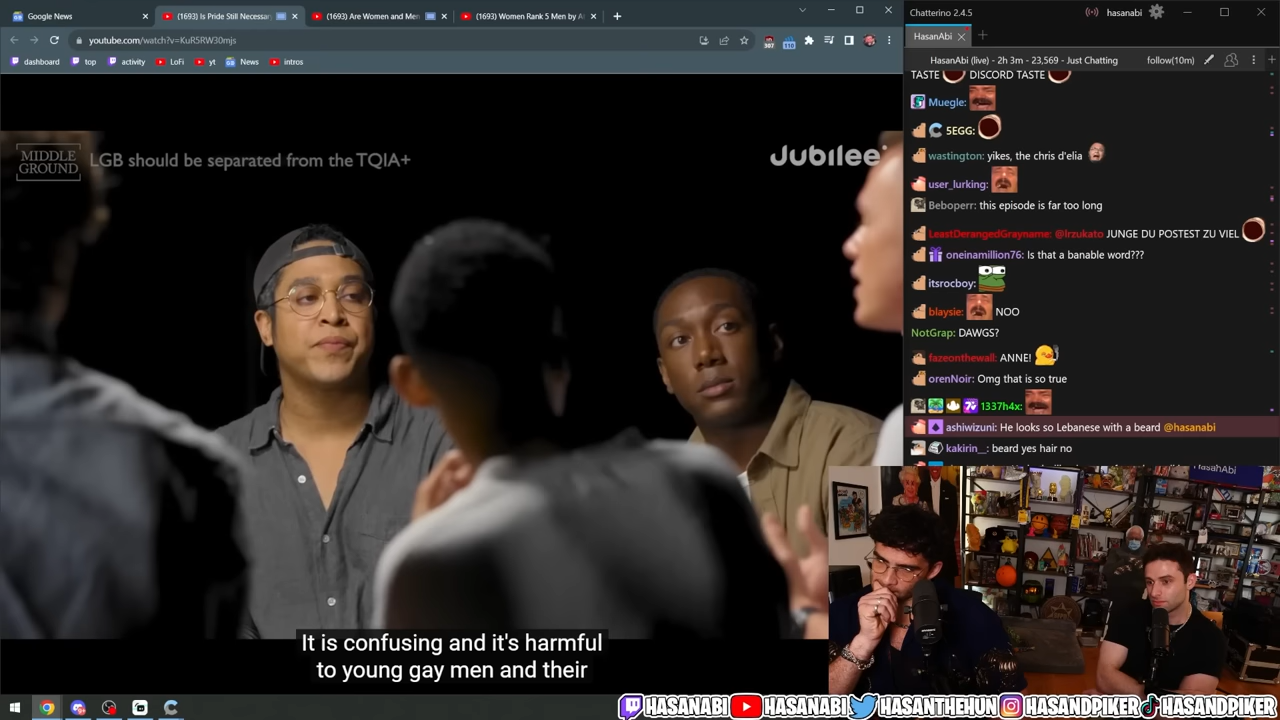 Google News
(1693) Is Pride Still Necessary
(1693) Are Women and Men
(1693) Women Rank 5 Men by At
youtube.com/watch?v=KuR5RW30mjs
dashboard
top
activity
LoFi
yt
News
intros
MIDDLE GROUND
LGB should be separated from the TQIA+
Jubilee
It is confusing and it's harmful
to young gay men and their
Chatterino 2.4.5
hasanabi
HasanAbi
HasanAbi (live) - 2h 3m - 23,569 - Just Chatting
follow(10m)
TASTE DISCORD TASTE
Muegle:
5EGG:
wastington: yikes, the chris d'elia
user_lurking:
Beboperr: this episode is far too long
LeastDerangedGrayname: @lrzukato JUNGE DU POSTEST ZU VIEL
oneinamillion76: Is that a banable word???
itsrocboy:
blaysie: NOO
NotGrap: DAWGS?
fazeonthewall: ANNE!
orenNoir: Omg that is so true
1337h4x:
ashiwizuni: He looks so Lebanese with a beard @hasanabi
kakirin__: beard yes hair no
HasanAbi
HASANABI
HASANABI
HASANTHEHUN
HASANDPIKER
HASANDPIKER